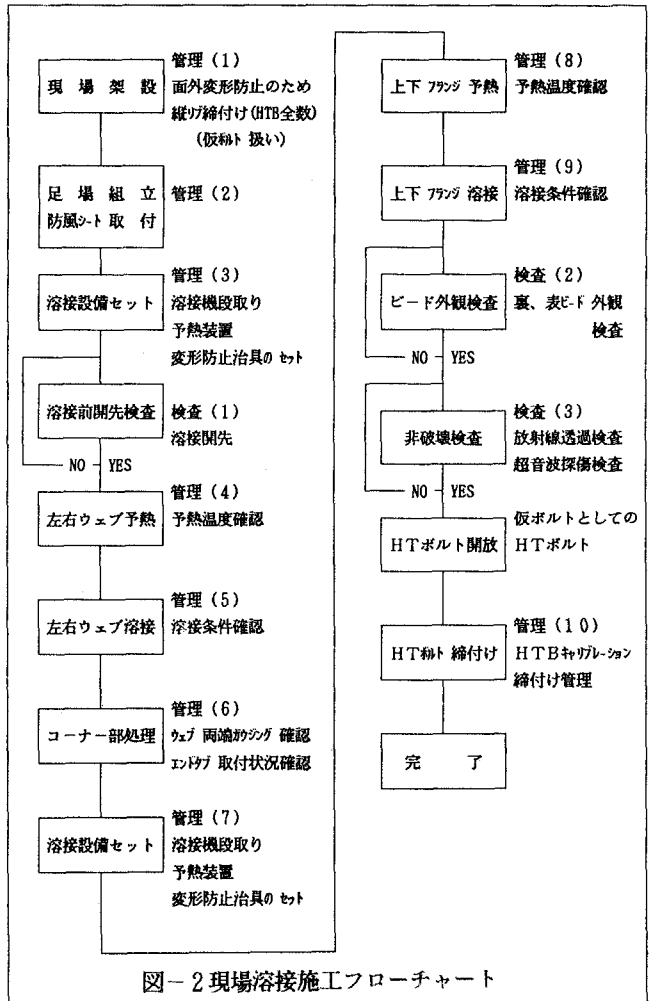 管理(1)
現場架設
面外変形防止のため
縦ﾘﾌﾞ締付け(HTB全数)
(仮ﾎﾞﾙﾄ 扱い)
足場組立
防風ｼｰﾄ 取付
管理(2)
管理(3)
溶接設備セット
溶接機段取り
予熱装置
変形防止治具の ｾｯﾄ
溶接前開先検査
検査(1)
溶接開先
NO
YES
管理(4)
左右ウェブ予熱
予熱温度確認
管理(5)
左右ウェブ溶接
溶接条件確認
管理(6)
コーナー部処理
ｳｪﾌﾞ 両端ｶﾞｳｼﾞﾝｸﾞ 確認
ｴﾝﾄﾞﾀﾌﾞ 取付状況確認
管理(7)
溶接設備セット
溶接機段取り
予熱装置
変形防止治具の ｾｯﾄ
管理(8)
上下 ﾌﾗﾝｼﾞ 予熱
予熱温度確認
管理(9)
上下 ﾌﾗﾝｼﾞ 溶接
溶接条件確認
検査(2)
ビード外観検査
裏、表ﾋﾞｰﾄﾞ 外観
検査
NO
YES
検査(3)
非破壊検査
放射線透過検査
超音波探傷検査
NO
YES
仮ボルトとしての
HTボルト開放
HTボルト
管理(10)
HTﾎﾞﾙﾄ 締付け
HTBｷｬﾘﾌﾞﾚｰｼｮﾝ
締付け管理
完了
図-2現場溶接施工フローチャート